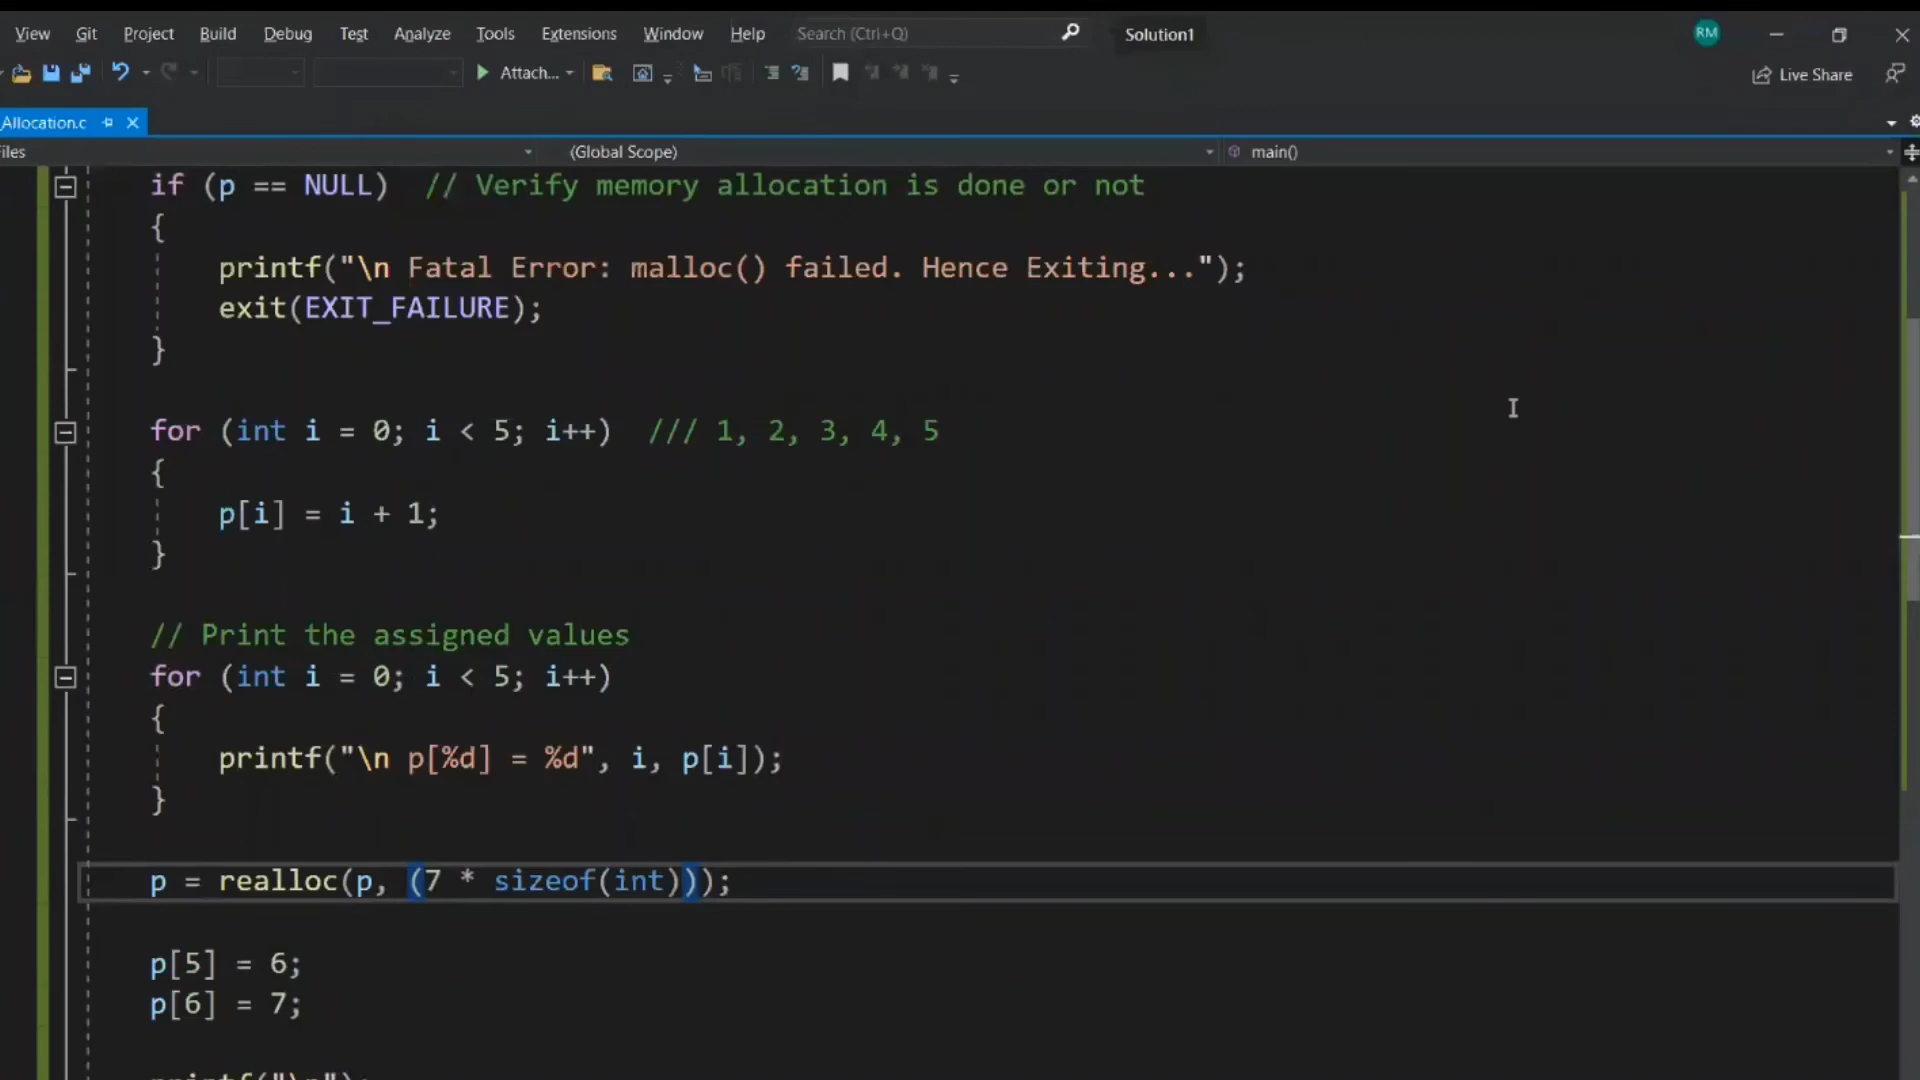 View Git Project Build Debug Test Analyze Tools Extensions Window Help Search (Ctrl+Q) Solution1 RM
Attach... Live Share
Allocation.c
iles (Global Scope) main()
if (p == NULL) // Verify memory allocation is done or not
{
printf("\n Fatal Error: malloc() failed. Hence Exiting...");
exit(EXIT_FAILURE);
}
for (int i = 0; i < 5; i++) /// 1, 2, 3, 4, 5
{
p[i] = i + 1;
}
// Print the assigned values
for (int i = 0; i < 5; i++)
{
printf("\n p[%d] = %d", i, p[i]);
}
p = realloc(p, (7 * sizeof(int)));
p[5] = 6;
p[6] = 7;
printf("\n");